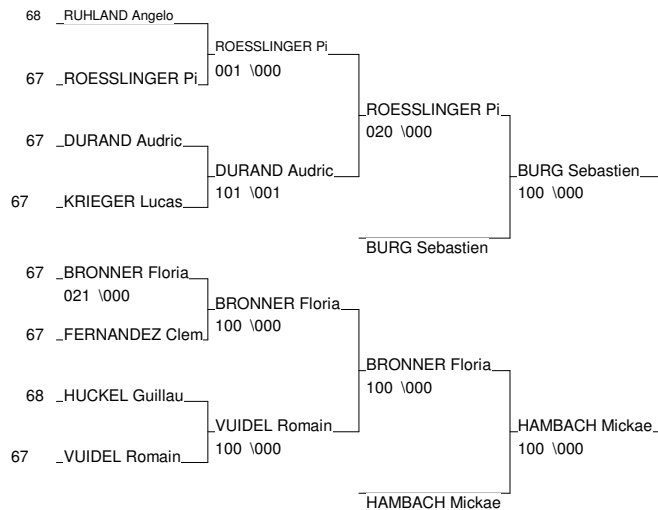 68 RUHLAND Angelo
ROESSLINGER Pi
001 \000
67 ROESSLINGER Pi
ROESSLINGER Pi
020 \000
67 DURAND Audric
DURAND Audric
101 \001
BURG Sebastien
100 \000
67 KRIEGER Lucas
BURG Sebastien
67 BRONNER Floria
021 \000
BRONNER Floria
100 \000
67 FERNANDEZ Clem
BRONNER Floria
100 \000
68 HUCKEL Guillau
VUIDEL Romain
100 \000
HAMBACH Mickae
100 \000
67 VUIDEL Romain
HAMBACH Mickae